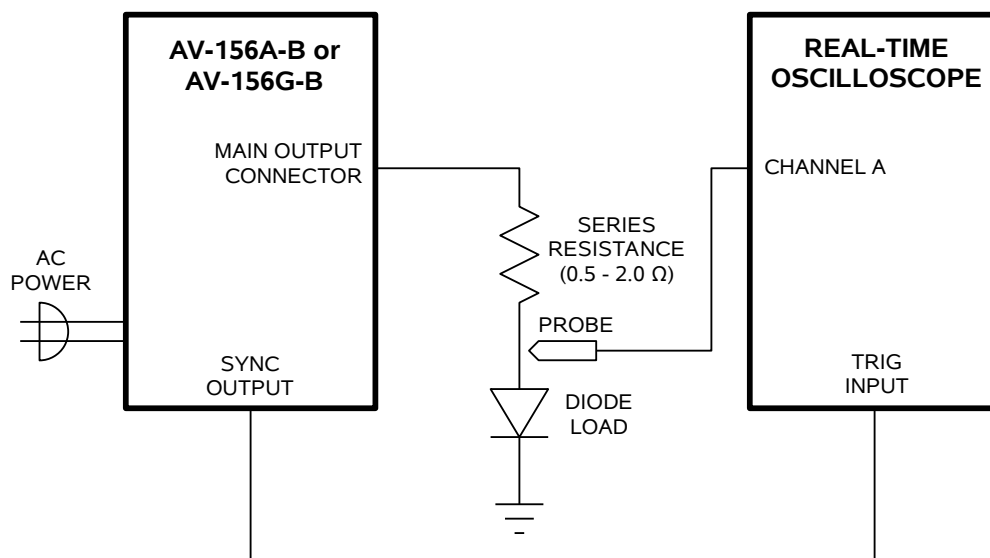 AV-156A-B or
AV-156G-B
MAIN OUTPUT
CONNECTOR
AC
POWER
SYNC
OUTPUT
SERIES
RESISTANCE
(0.5 - 2.0 Ω)
PROBE
DIODE
LOAD
REAL-TIME
OSCILLOSCOPE
CHANNEL A
TRIG
INPUT